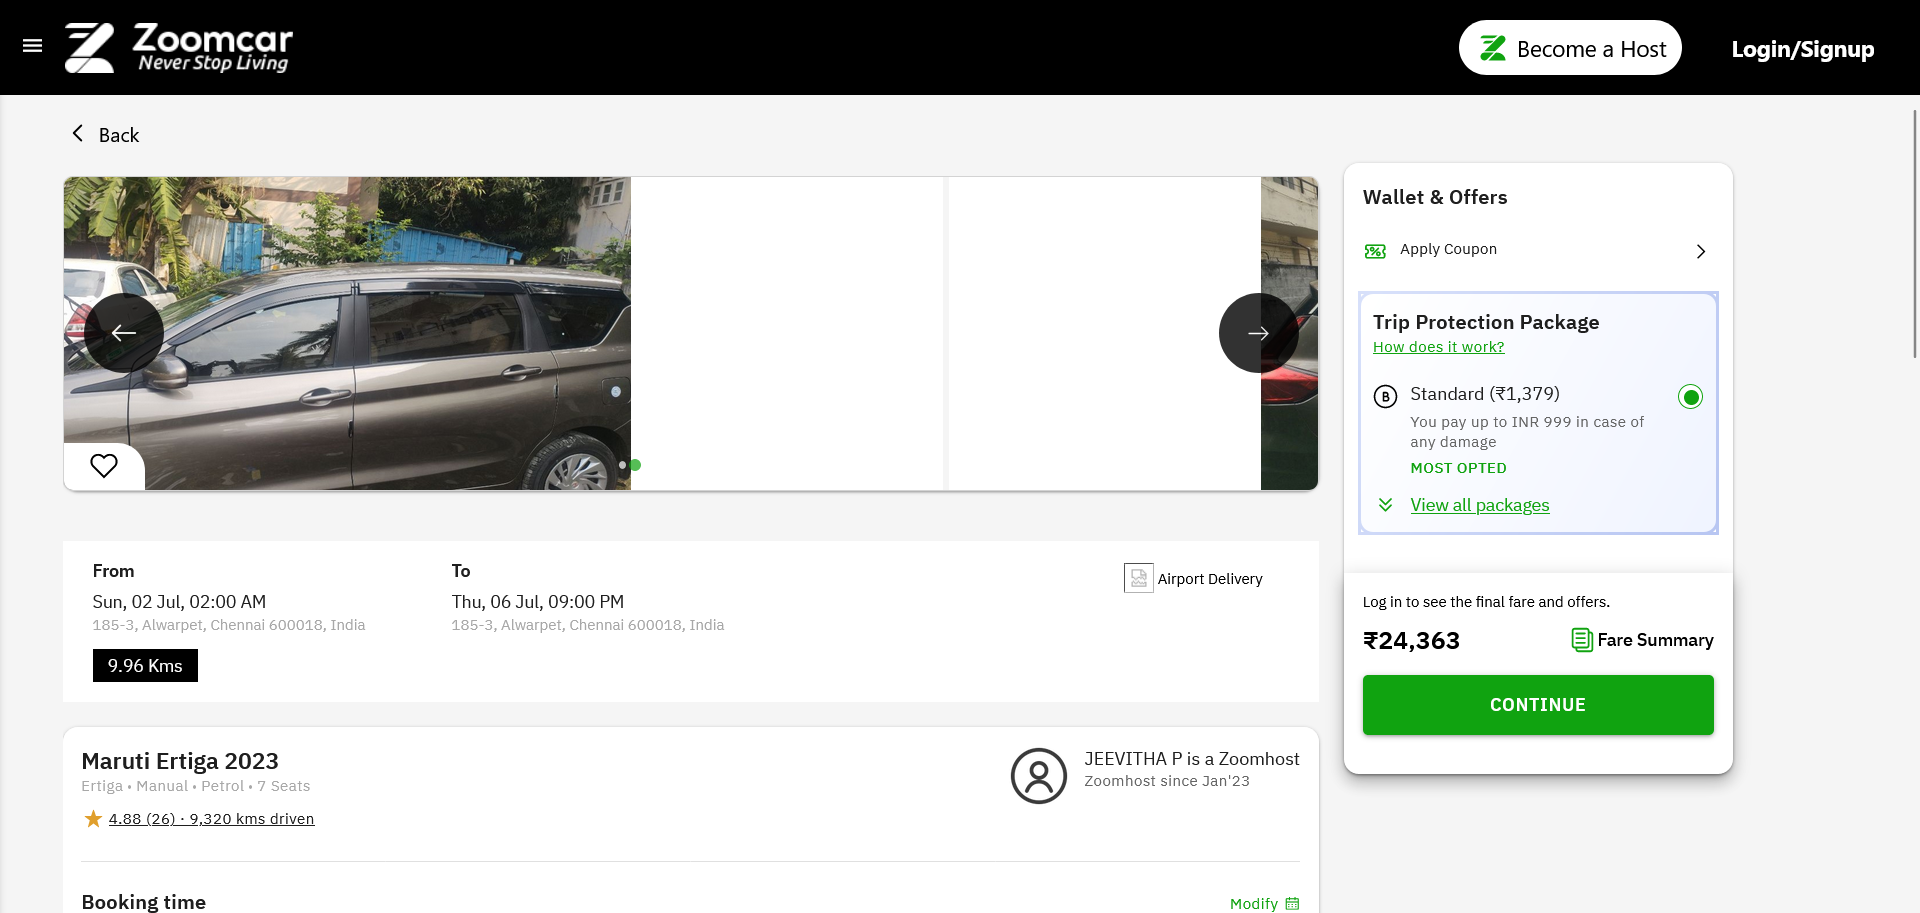 Zoomcar
Never Stop Living
Become a Host
Login/Signup
Back
From
Sun, 02 Jul, 02:00 AM
185-3, Alwarpet, Chennai 600018, India
9.96 Kms
To
Thu, 06 Jul, 09:00 PM
185-3, Alwarpet, Chennai 600018, India
Airport Delivery
Maruti Ertiga 2023
Ertiga • Manual • Petrol • 7 Seats
4.88 (26) · 9,320 kms driven
JEEVITHA P is a Zoomhost
Zoomhost since Jan'23
Booking time
Modify
Wallet & Offers
Apply Coupon
Trip Protection Package
How does it work?
B
Standard (₹1,379)
You pay up to INR 999 in case of
any damage
MOST OPTED
View all packages
Log in to see the final fare and offers.
₹24,363
Fare Summary
CONTINUE